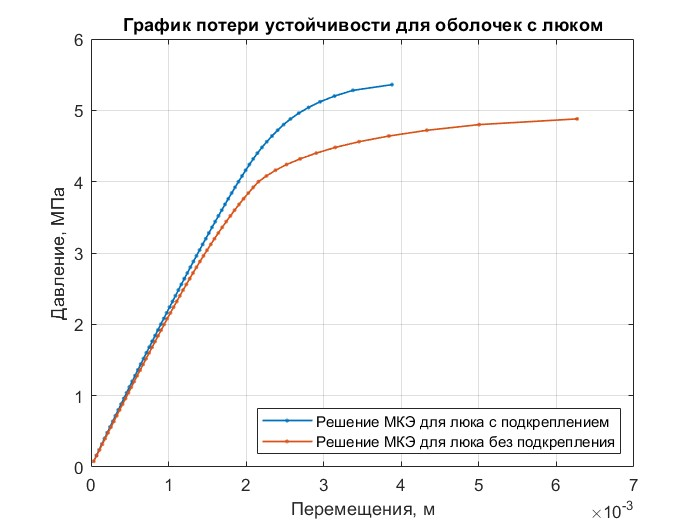 График потери устойчивости для оболочек с люком
6
5
4
3
2
1
0
Давление, МПа
0 1 2 3 4 5 6 7
Перемещения, м
×10⁻³
Решение МКЭ для люка с подкреплением
Решение МКЭ для люка без подкрепления